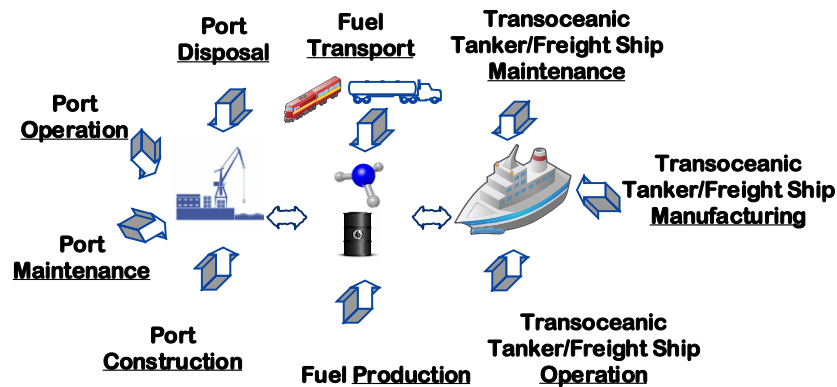 Port
Disposal
Fuel
Transport
Transoceanic
Tanker/Freight Ship
Maintenance
Port
Operation
Transoceanic
Tanker/Freight Ship
Manufacturing
Port
Maintenance
Port
Construction
Fuel Production
Transoceanic
Tanker/Freight Ship
Operation